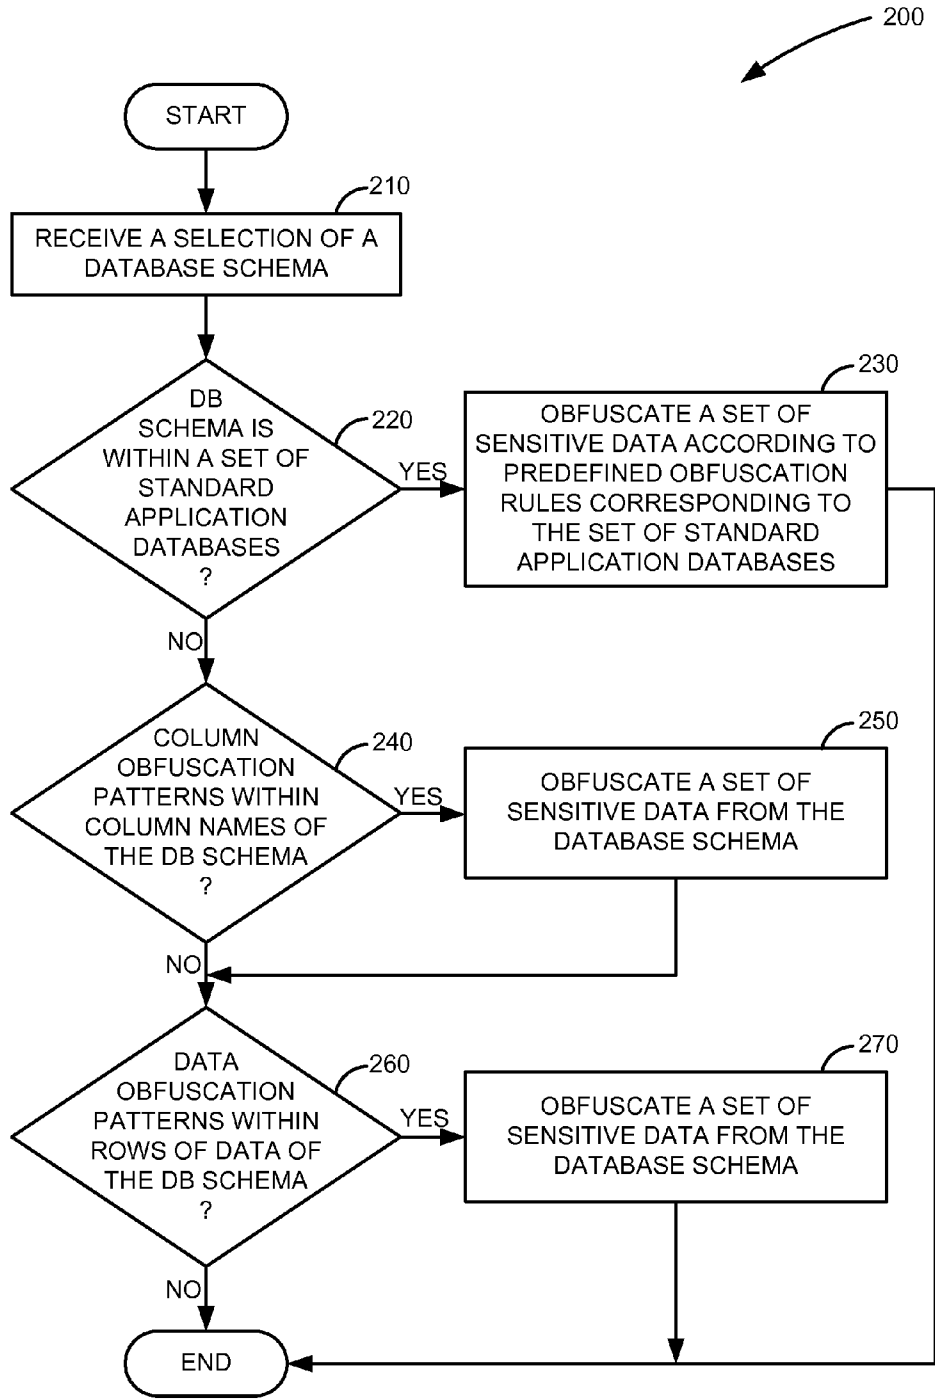 200
START
210
RECEIVE A SELECTION OF A
DATABASE SCHEMA
DB
SCHEMA IS
WITHIN A SET OF
STANDARD
APPLICATION
DATABASES
?
220
YES
NO
230
OBFUSCATE A SET OF
SENSITIVE DATA ACCORDING TO
PREDEFINED OBFUSCATION
RULES CORRESPONDING TO
THE SET OF STANDARD
APPLICATION DATABASES
COLUMN
OBFUSCATION
PATTERNS WITHIN
COLUMN NAMES OF
THE DB SCHEMA
?
240
YES
NO
250
OBFUSCATE A SET OF
SENSITIVE DATA FROM THE
DATABASE SCHEMA
DATA
OBFUSCATION
PATTERNS WITHIN
ROWS OF DATA OF
THE DB SCHEMA
?
260
YES
NO
270
OBFUSCATE A SET OF
SENSITIVE DATA FROM THE
DATABASE SCHEMA
END